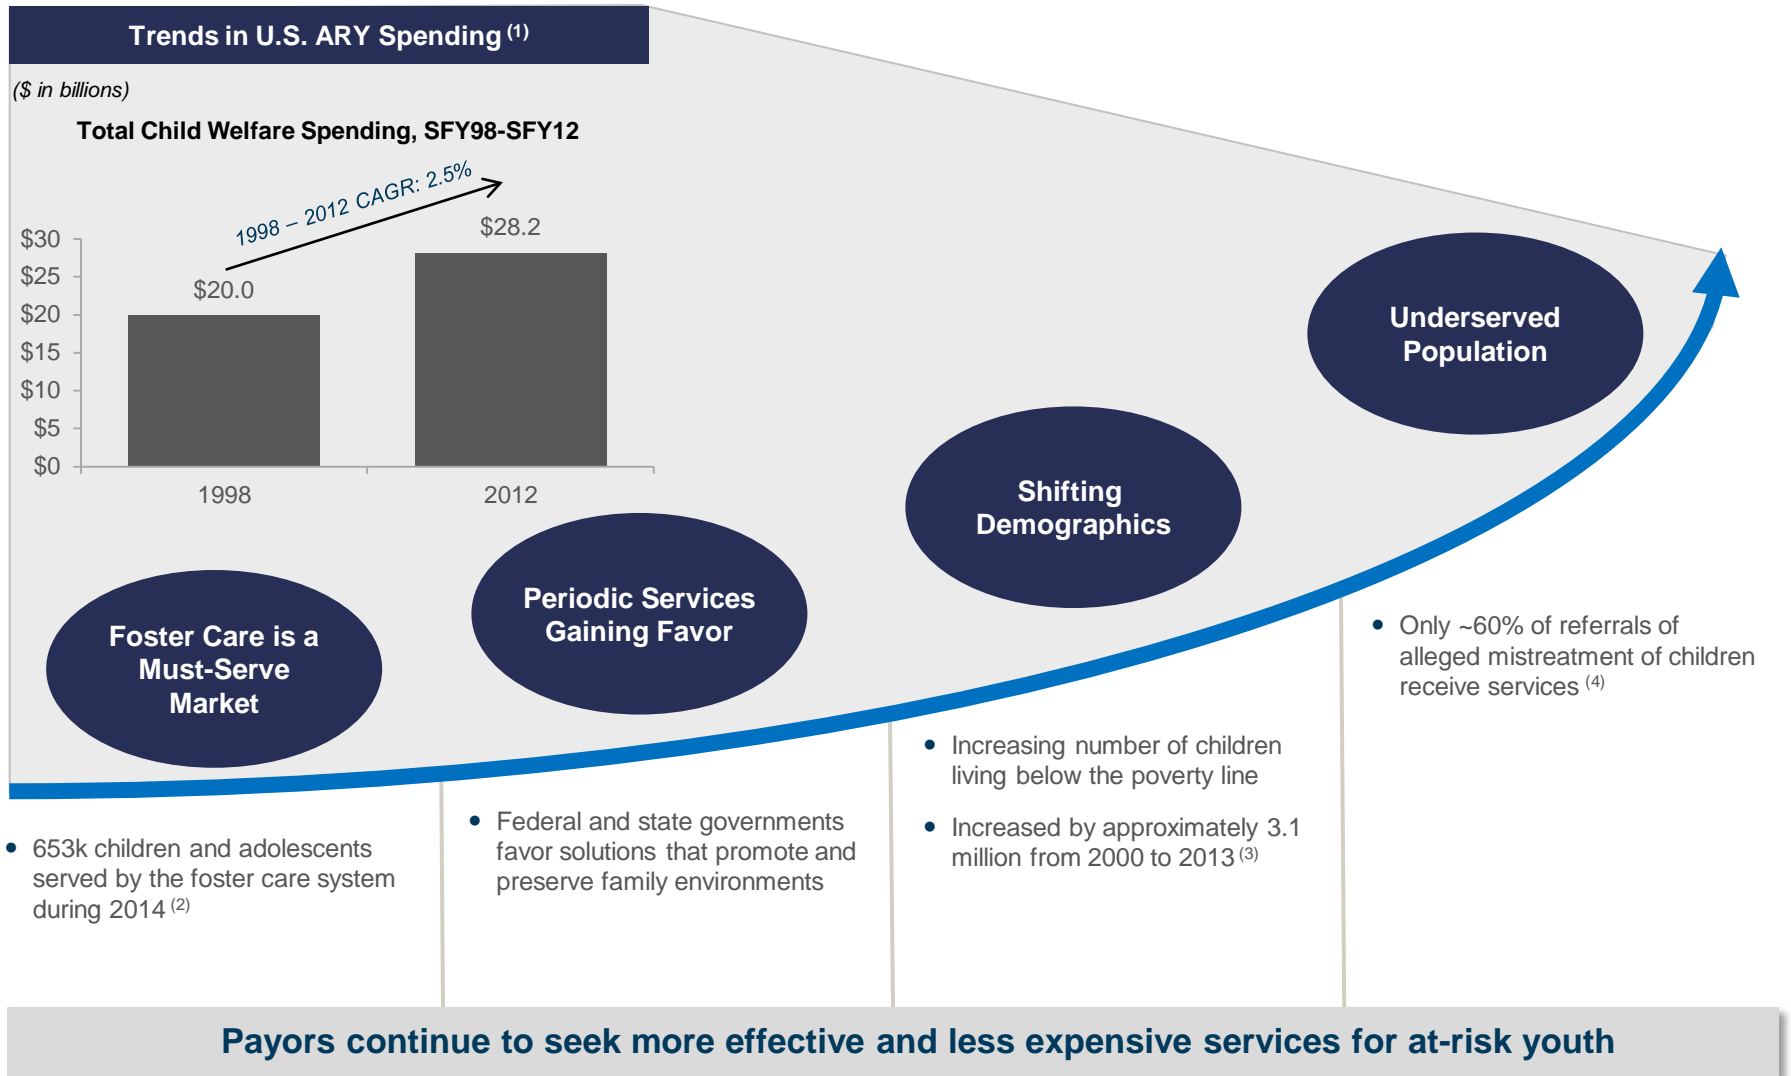 Trends in U.S. ARY Spending (1)
($ in billions)
Total Child Welfare Spending, SFY98-SFY12
1998 – 2012 CAGR: 2.5%
$30
$25
$20
$15
$10
$5
$0
$20.0
$28.2
1998
2012
Foster Care is a
Must-Serve
Market
Periodic Services
Gaining Favor
Shifting
Demographics
Underserved
Population
• 653k children and adolescents
served by the foster care system
during 2014 (2)
• Federal and state governments
favor solutions that promote and
preserve family environments
• Increasing number of children
living below the poverty line
• Increased by approximately 3.1
million from 2000 to 2013 (3)
• Only ~60% of referrals of
alleged mistreatment of children
receive services (4)
Payors continue to seek more effective and less expensive services for at-risk youth